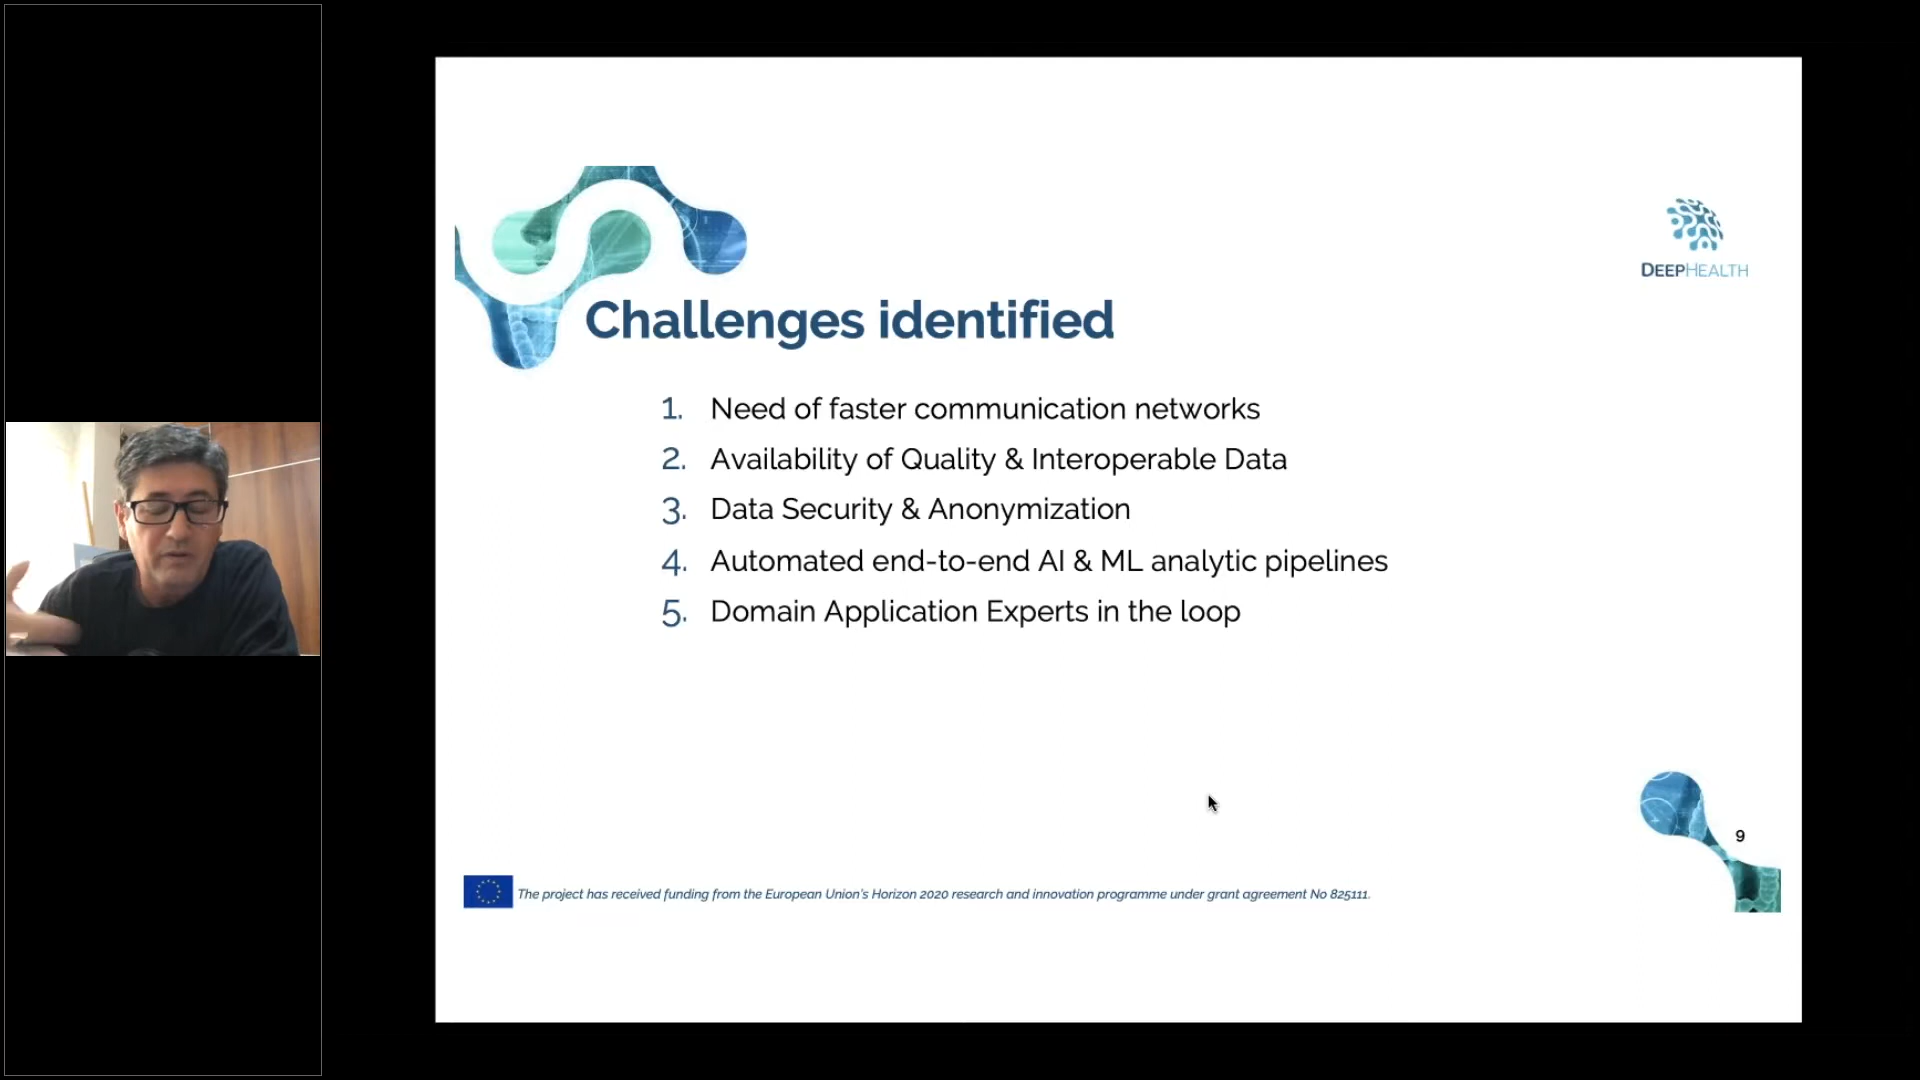 DEEPHEALTH
Challenges identified
1. Need of faster communication networks
2. Availability of Quality & Interoperable Data
3. Data Security & Anonymization
4. Automated end-to-end AI & ML analytic pipelines
5. Domain Application Experts in the loop
9
The project has received funding from the European Union's Horizon 2020 research and innovation programme under grant agreement No 825111.